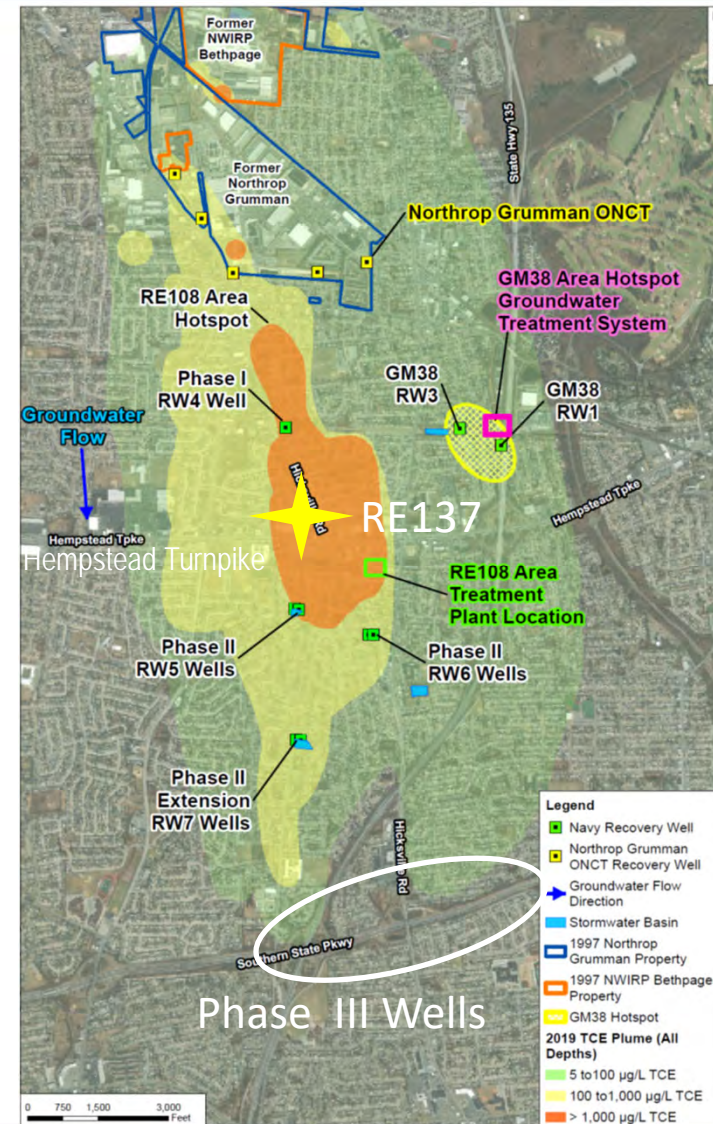 Former
NWIRP
Bethpage
State Hwy 135
Former
Northrop
Grumman
Northrop Grumman ONCT
GM38 Area Hotspot
Groundwater
Treatment System
RE108 Area
Hotspot
Phase I
RW4 Well
GM38
RW3
GM38
RW1
Groundwater
Flow
Hempstead Tpke
RE137
Hempstead Tpke
Hempstead Turnpike
RE108 Area
Treatment
Plant Location
Phase II
RW5 Wells
Phase II
RW6 Wells
Phase II
Extension
RW7 Wells
Hicksville Rd
Southern State Pkwy
Phase III Wells
Legend
Navy Recovery Well
Northrop Grumman
ONCT Recovery Well
Groundwater Flow
Direction
Stormwater Basin
1997 Northrop
Grumman Property
1997 NWIRP Bethpage
Property
GM38 Hotspot
2019 TCE Plume (All
Depths)
5 to100 µg/L TCE
100 to1,000 µg/L TCE
> 1,000 µg/L TCE
0 750 1,500 3,000
Feet